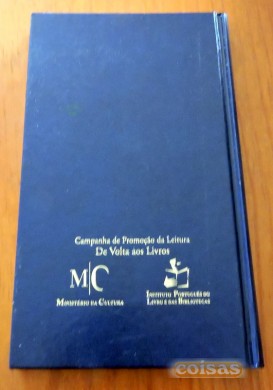 Campanha de Promoção da Leitura
De Volta aos Livros
M|C
Ministério da Cultura
Instituto Português do
Livro e das Bibliotecas
coisas